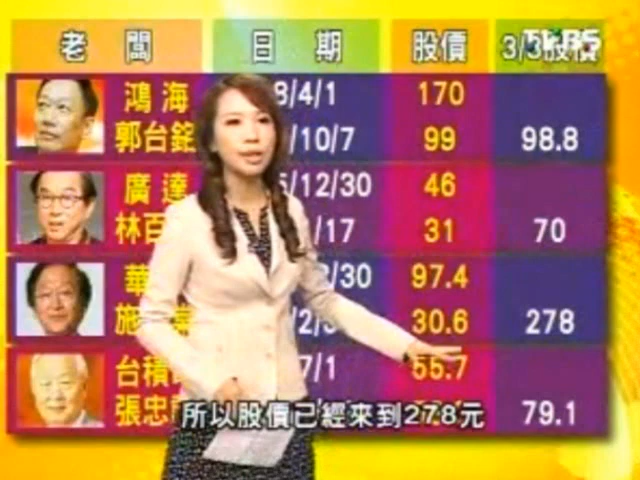 老闆 日期 股價 3/3股價
TVBS
鴻海 8/4/1 170
郭台銘 /10/7 99 98.8
廣達 /12/30 46
林百 /17 31 70
華 /30 97.4
施 /2/ 30.6 278
台積 7/1 55.7
張忠 79.1
所以股價已經來到278元